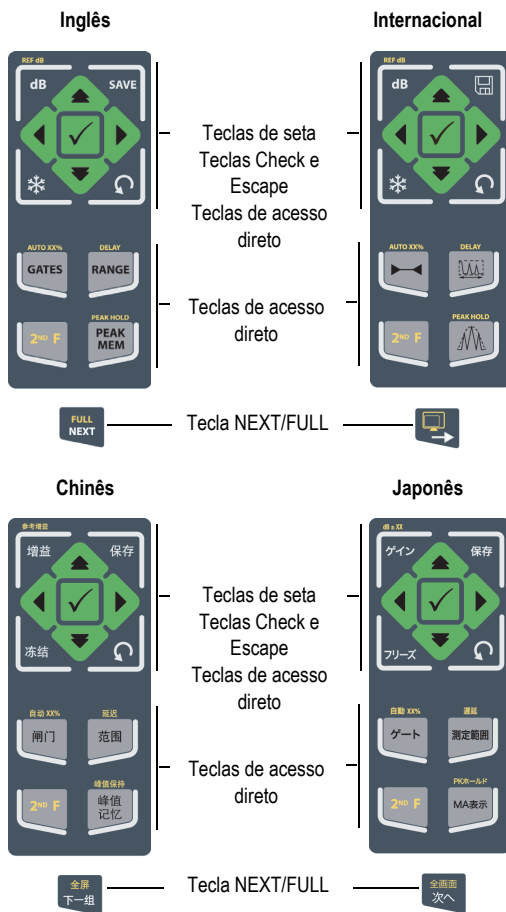 Inglês
Internacional
REF dB
dB
SAVE
AUTO XX%
DELAY
GATES
RANGE
2ND F
PEAK HOLD
PEAK
MEM
FULL
NEXT
Teclas de seta
Teclas Check e
Escape
Teclas de acesso
direto
Teclas de acesso
direto
Tecla NEXT/FULL
REF dB
dB
AUTO XX%
DELAY
2ND F
PEAK HOLD
Chinês
Japonês
参考增益
增益
保存
冻结
自动 XX%
延迟
闸门
范围
2ND F
峰值保持
峰值
记忆
全屏
下一组
Teclas de seta
Teclas Check e
Escape
Teclas de acesso
direto
Teclas de acesso
direto
Tecla NEXT/FULL
dB ± XX
ゲイン
保存
フリーズ
自動 XX%
遅延
ゲート
測定範囲
2ND F
PKホールド
MA表示
全画面
次へ